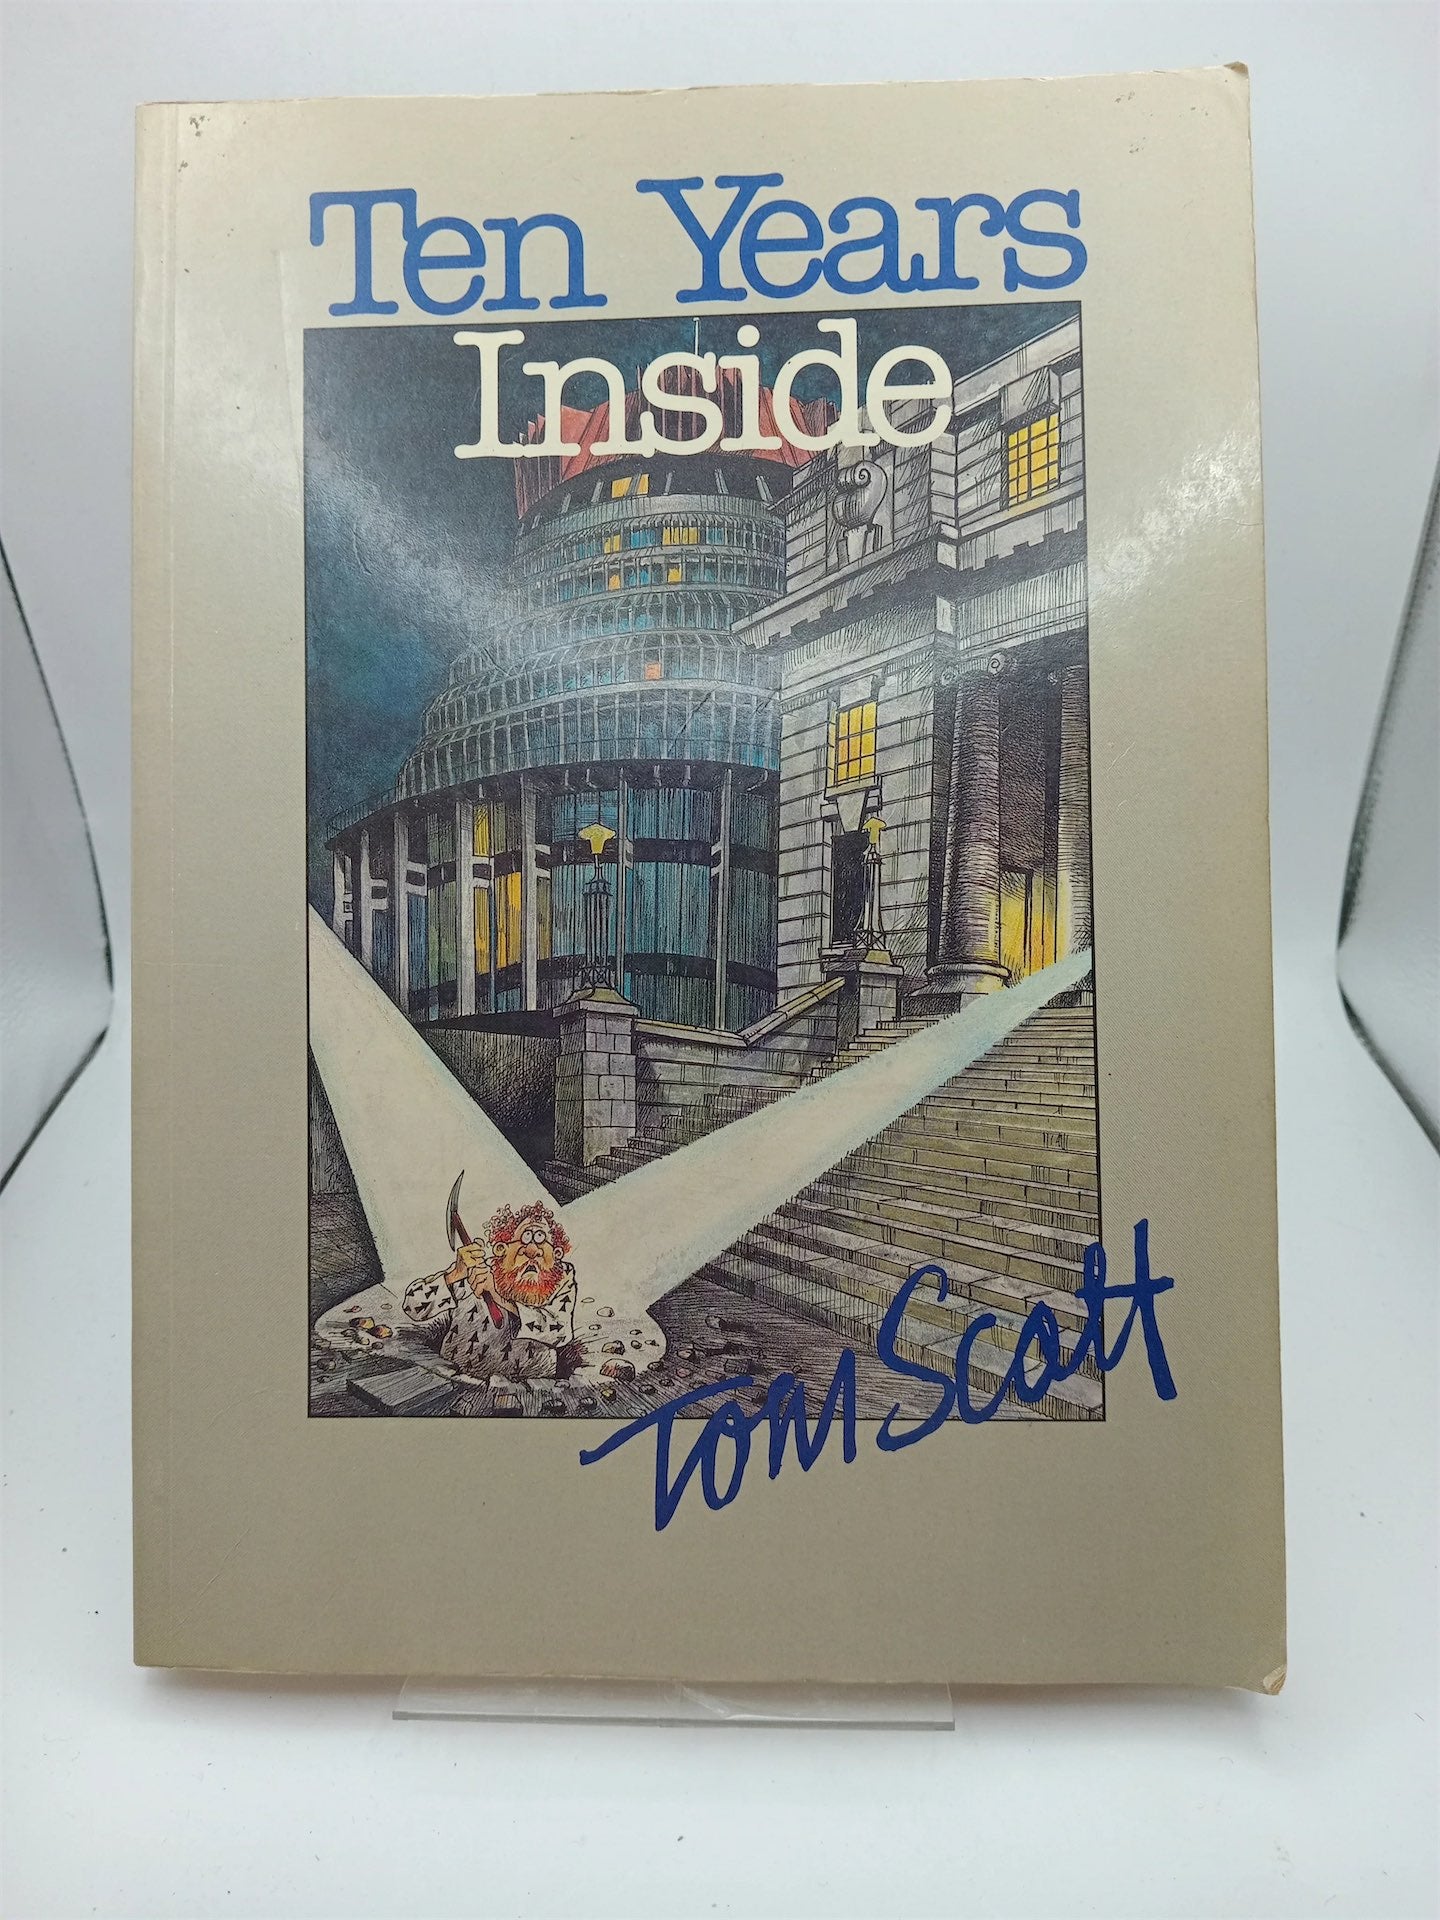 Ten Years
Inside
Tom Scott